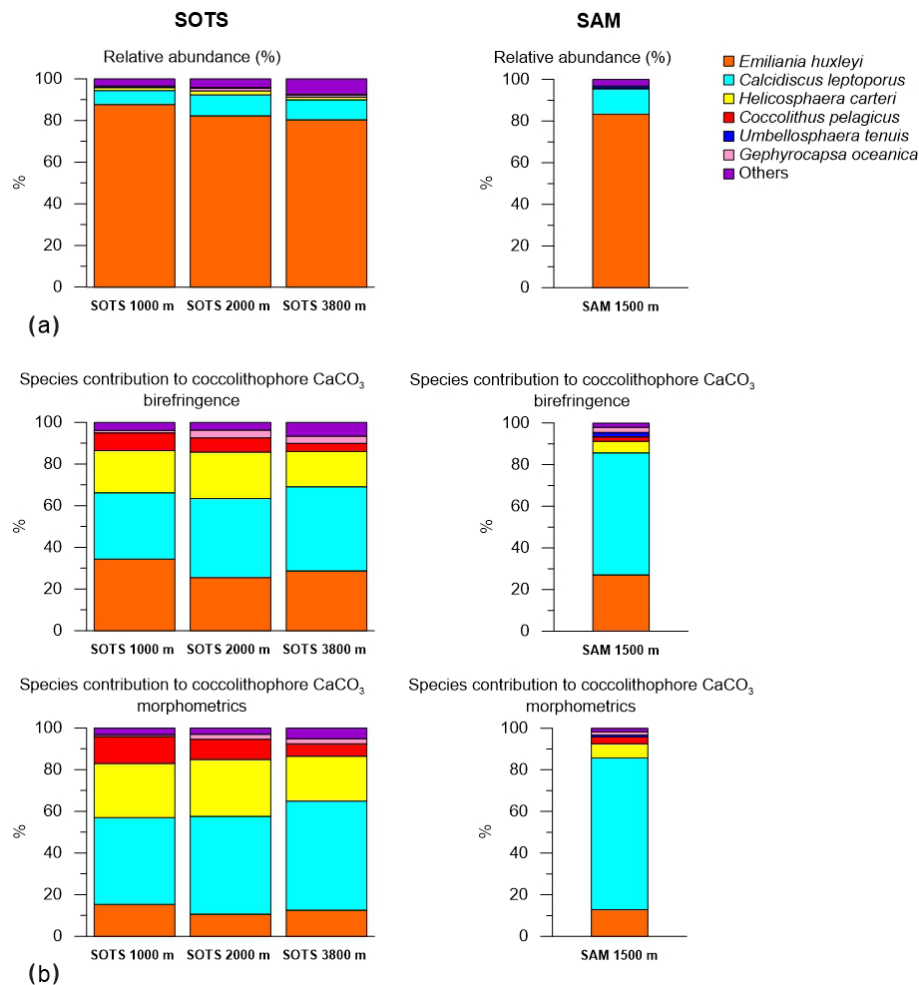 SOTS
SAM
Relative abundance (%)
Relative abundance (%)
100
80
60
40
20
0
%
SOTS 1000 m
SOTS 2000 m
SOTS 3800 m
100
80
60
40
20
0
%
SAM 1500 m
Emiliania huxleyi
Calcidiscus leptoporus
Helicosphaera carteri
Coccolithus pelagicus
Umbellosphaera tenuis
Gephyrocapsa oceanica
Others
(a)
Species contribution to coccolithophore CaCO₃
birefringence
100
80
60
40
20
0
%
SOTS 1000 m
SOTS 2000 m
SOTS 3800 m
Species contribution to coccolithophore CaCO₃
birefringence
100
80
60
40
20
0
%
SAM 1500 m
Species contribution to coccolithophore CaCO₃
morphometrics
100
80
60
40
20
0
%
SOTS 1000 m
SOTS 2000 m
SOTS 3800 m
Species contribution to coccolithophore CaCO₃
morphometrics
100
80
60
40
20
0
%
SAM 1500 m
(b)